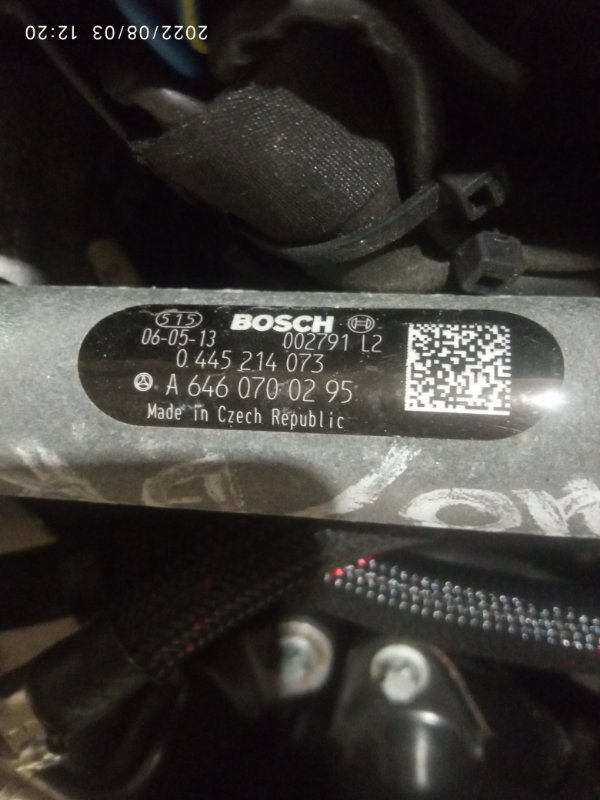 2022/08/03 12:20
515 BOSCH
06-05-13 002791 L2
0 445 214 073
A 646 070 02 95
Made in Czech Republic